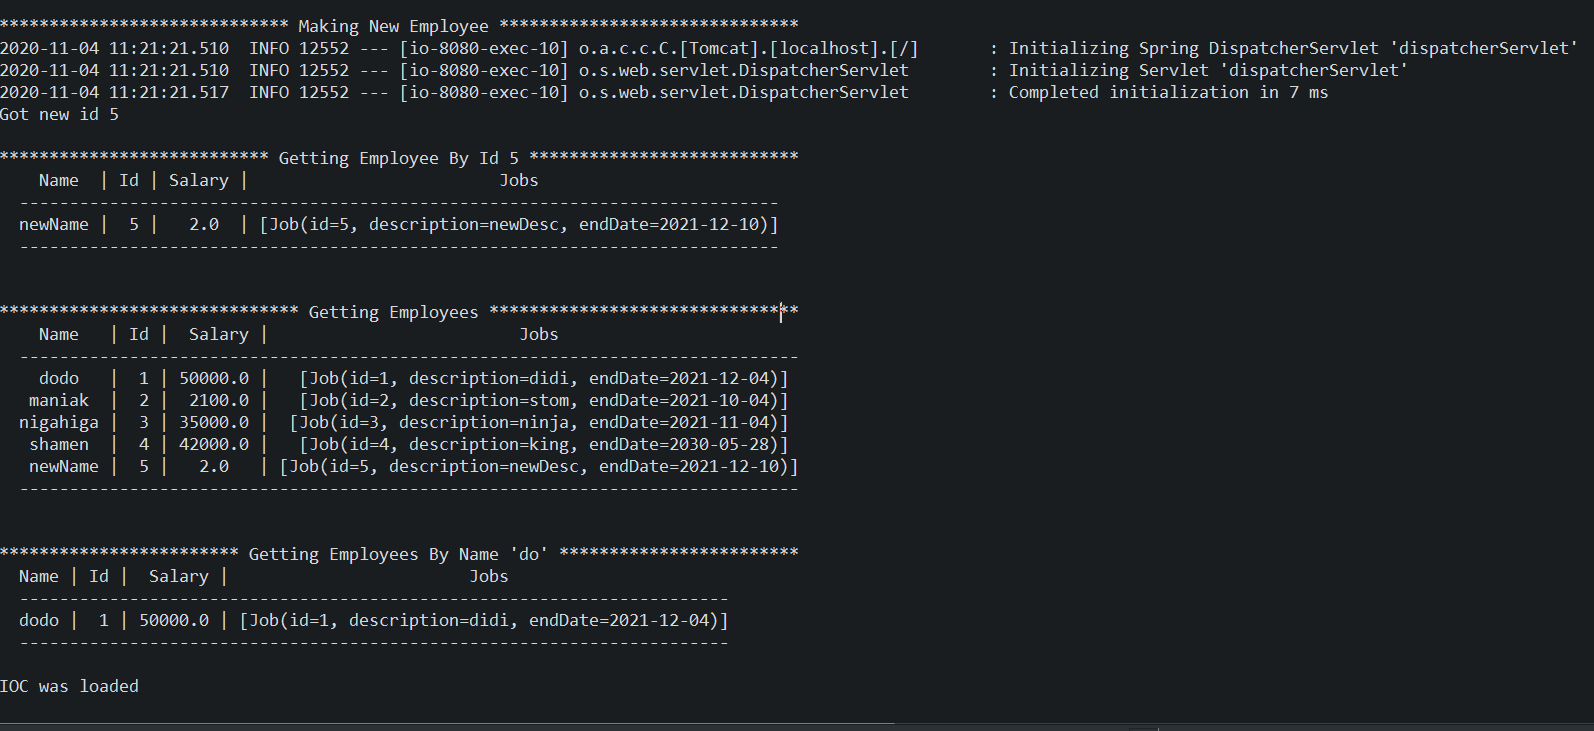 ***************************** Making New Employee ******************************
2020-11-04 11:21:21.510  INFO 12552 --- [io-8080-exec-10] o.a.c.c.C.[Tomcat].[localhost].[/]       : Initializing Spring DispatcherServlet 'dispatcherServlet'
2020-11-04 11:21:21.510  INFO 12552 --- [io-8080-exec-10] o.s.web.servlet.DispatcherServlet        : Initializing Servlet 'dispatcherServlet'
2020-11-04 11:21:21.517  INFO 12552 --- [io-8080-exec-10] o.s.web.servlet.DispatcherServlet        : Completed initialization in 7 ms
Got new id 5
*************************** Getting Employee By Id 5 ***************************
    Name  | Id | Salary |                         Jobs
  ----------------------------------------------------------------------------
  newName |  5 |   2.0  | [Job(id=5, description=newDesc, endDate=2021-12-10)]
  ----------------------------------------------------------------------------
****************************** Getting Employees *******************************
    Name   | Id |  Salary |                         Jobs
  ------------------------------------------------------------------------------
    dodo   |  1 | 50000.0 |   [Job(id=1, description=didi, endDate=2021-12-04)]
   maniak  |  2 |  2100.0 |   [Job(id=2, description=stom, endDate=2021-10-04)]
  nigahiga |  3 | 35000.0 |  [Job(id=3, description=ninja, endDate=2021-11-04)]
   shamen  |  4 | 42000.0 |   [Job(id=4, description=king, endDate=2030-05-28)]
   newName |  5 |   2.0   | [Job(id=5, description=newDesc, endDate=2021-12-10)]
  ------------------------------------------------------------------------------
************************ Getting Employees By Name 'do' ************************
  Name | Id |  Salary |                        Jobs
  -----------------------------------------------------------------------
  dodo |  1 | 50000.0 | [Job(id=1, description=didi, endDate=2021-12-04)]
  -----------------------------------------------------------------------
IOC was loaded